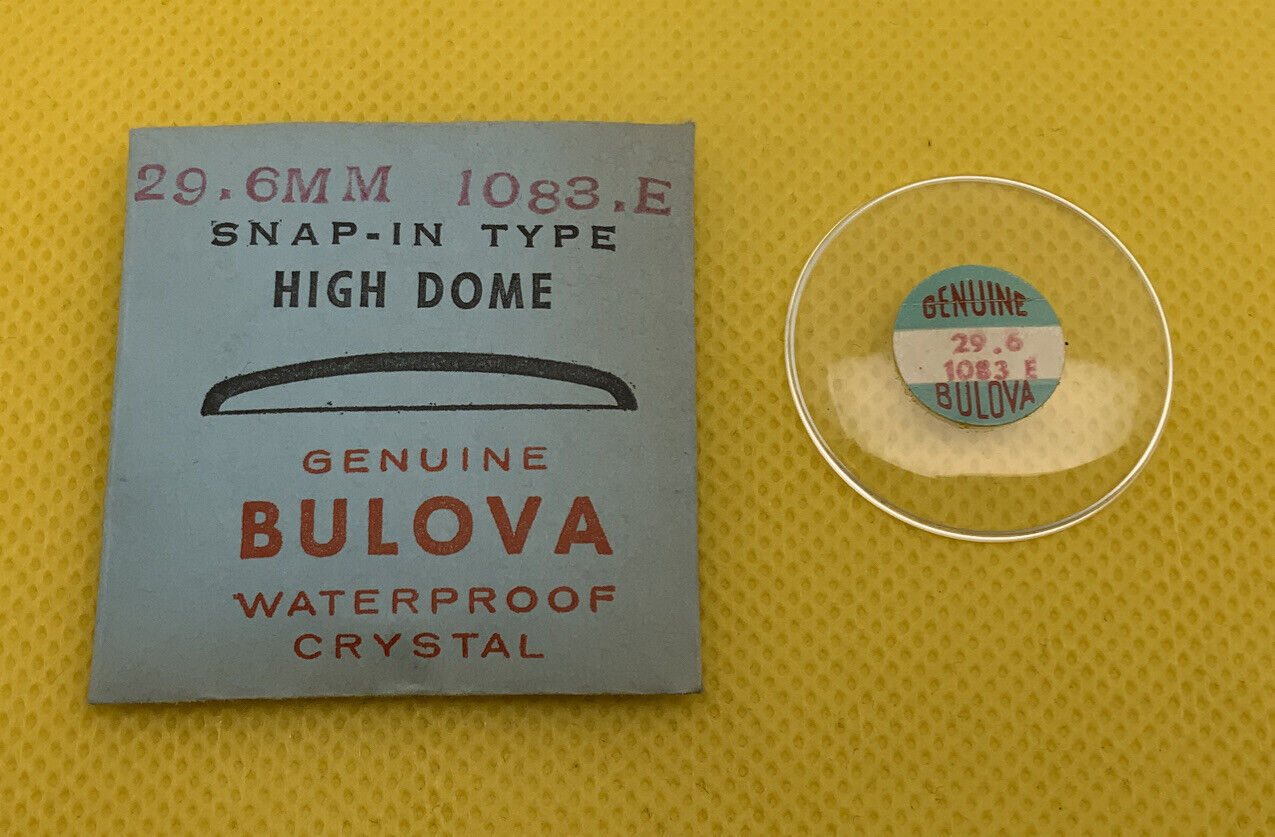 29.6MM 1083.E
SNAP-IN TYPE
HIGH DOME
GENUINE
BULOVA
WATERPROOF
CRYSTAL
GENUINE
29.6
1083 E
BULOVA